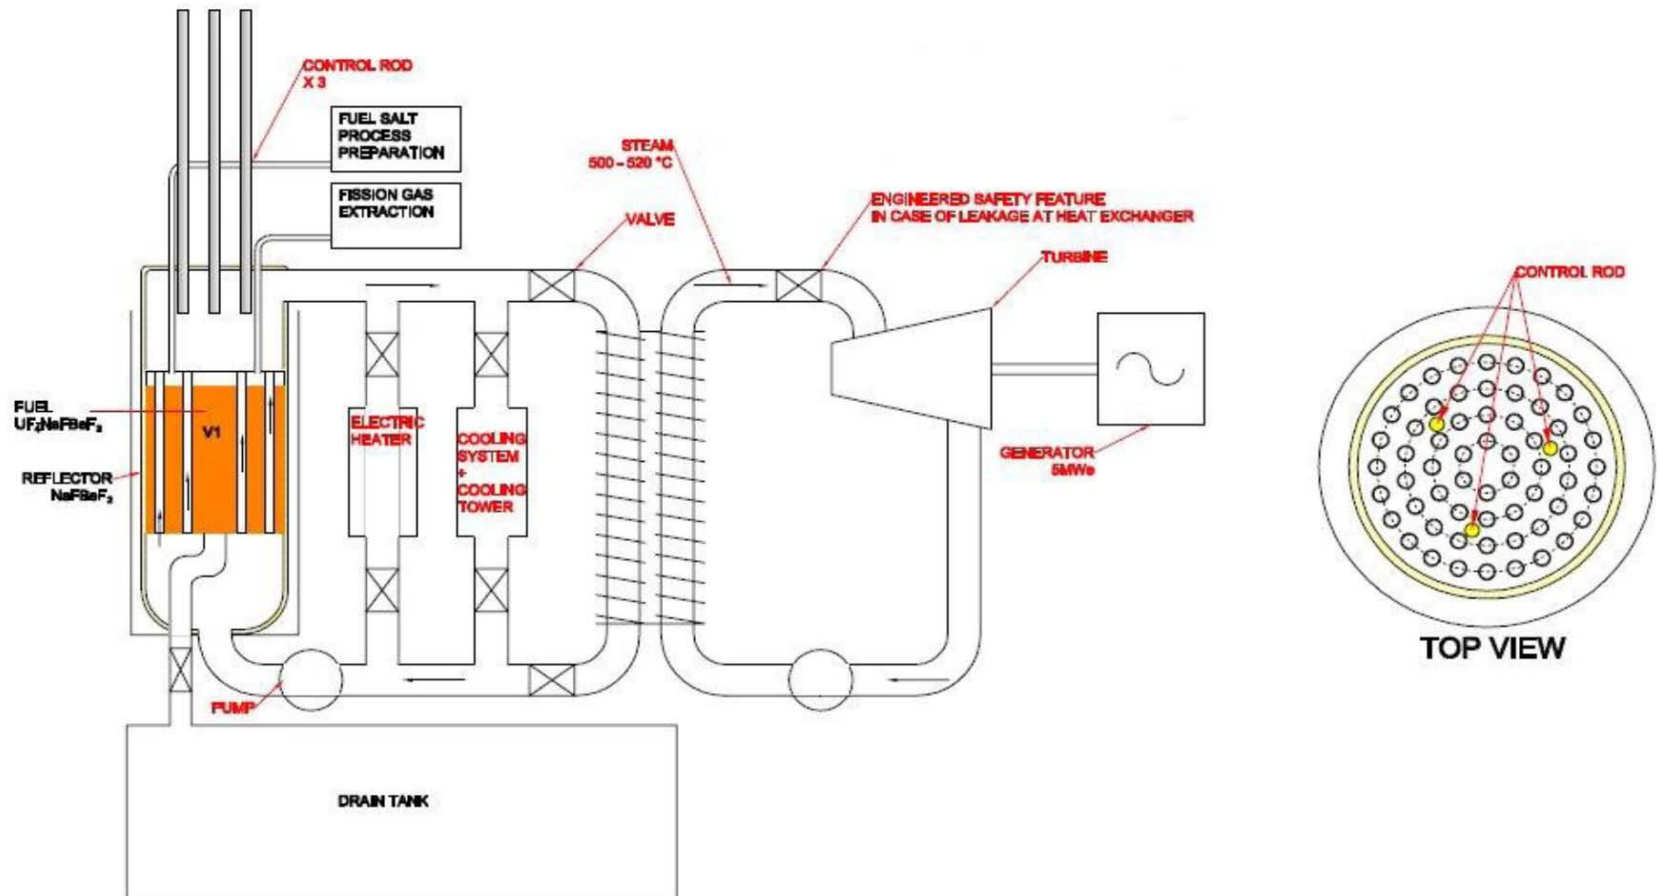 CONTROL ROD
X 3
FUEL SALT
PROCESS
PREPARATION
FISSION GAS
EXTRACTION
STEAM
500 – 520 °C
VALVE
ENGINEERED SAFETY FEATURE
IN CASE OF LEAKAGE AT HEAT EXCHANGER
TURBINE
CONTROL ROD
FUEL
UF₄NaFBeF₂
V1
REFLECTOR
NaFBeF₂
ELECTRIC
HEATER
COOLING
SYSTEM
+
COOLING
TOWER
GENERATOR
5MWe
TOP VIEW
PUMP
DRAIN TANK